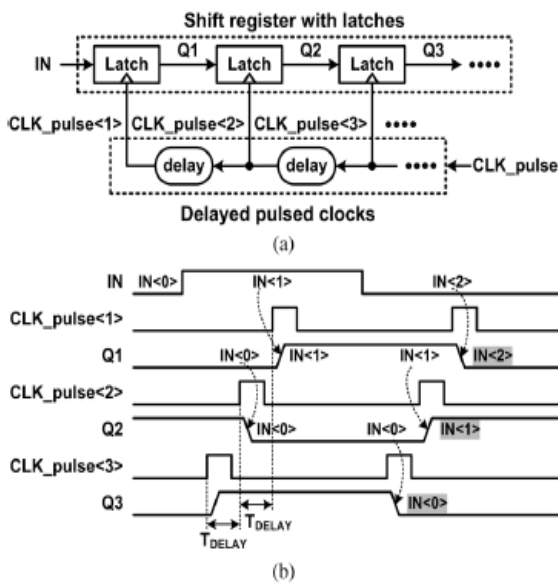 Shift register with latches
IN Latch Q1 Latch Q2 Latch Q3
CLK_pulse<1> CLK_pulse<2> CLK_pulse<3>
delay delay CLK_pulse
Delayed pulsed clocks
(a)
IN IN<0> IN<1> IN<2>
CLK_pulse<1>
Q1 IN<1> IN<2>
IN<0> IN<1>
CLK_pulse<2>
Q2 IN<0> IN<1>
IN<0>
CLK_pulse<3>
Q3 IN<0>
TDELAY
TDELAY
(b)